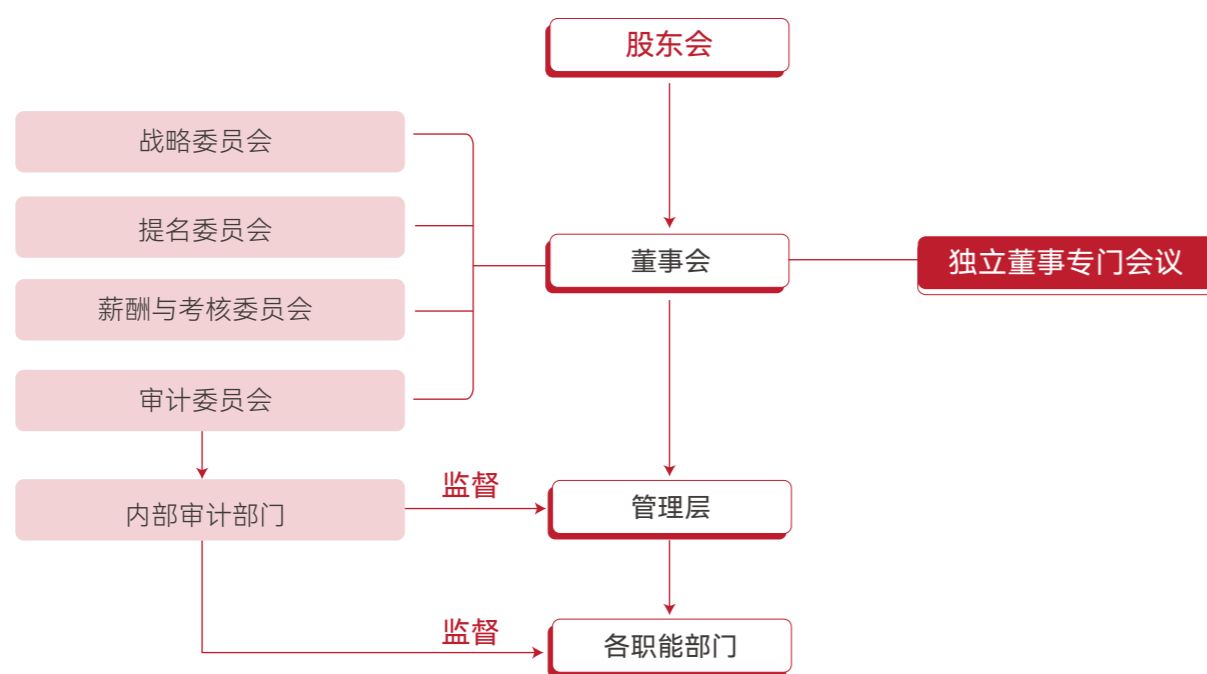 股东会
战略委员会
提名委员会
董事会
独立董事专门会议
薪酬与考核委员会
审计委员会
监督
内部审计部门
管理层
监督
各职能部门